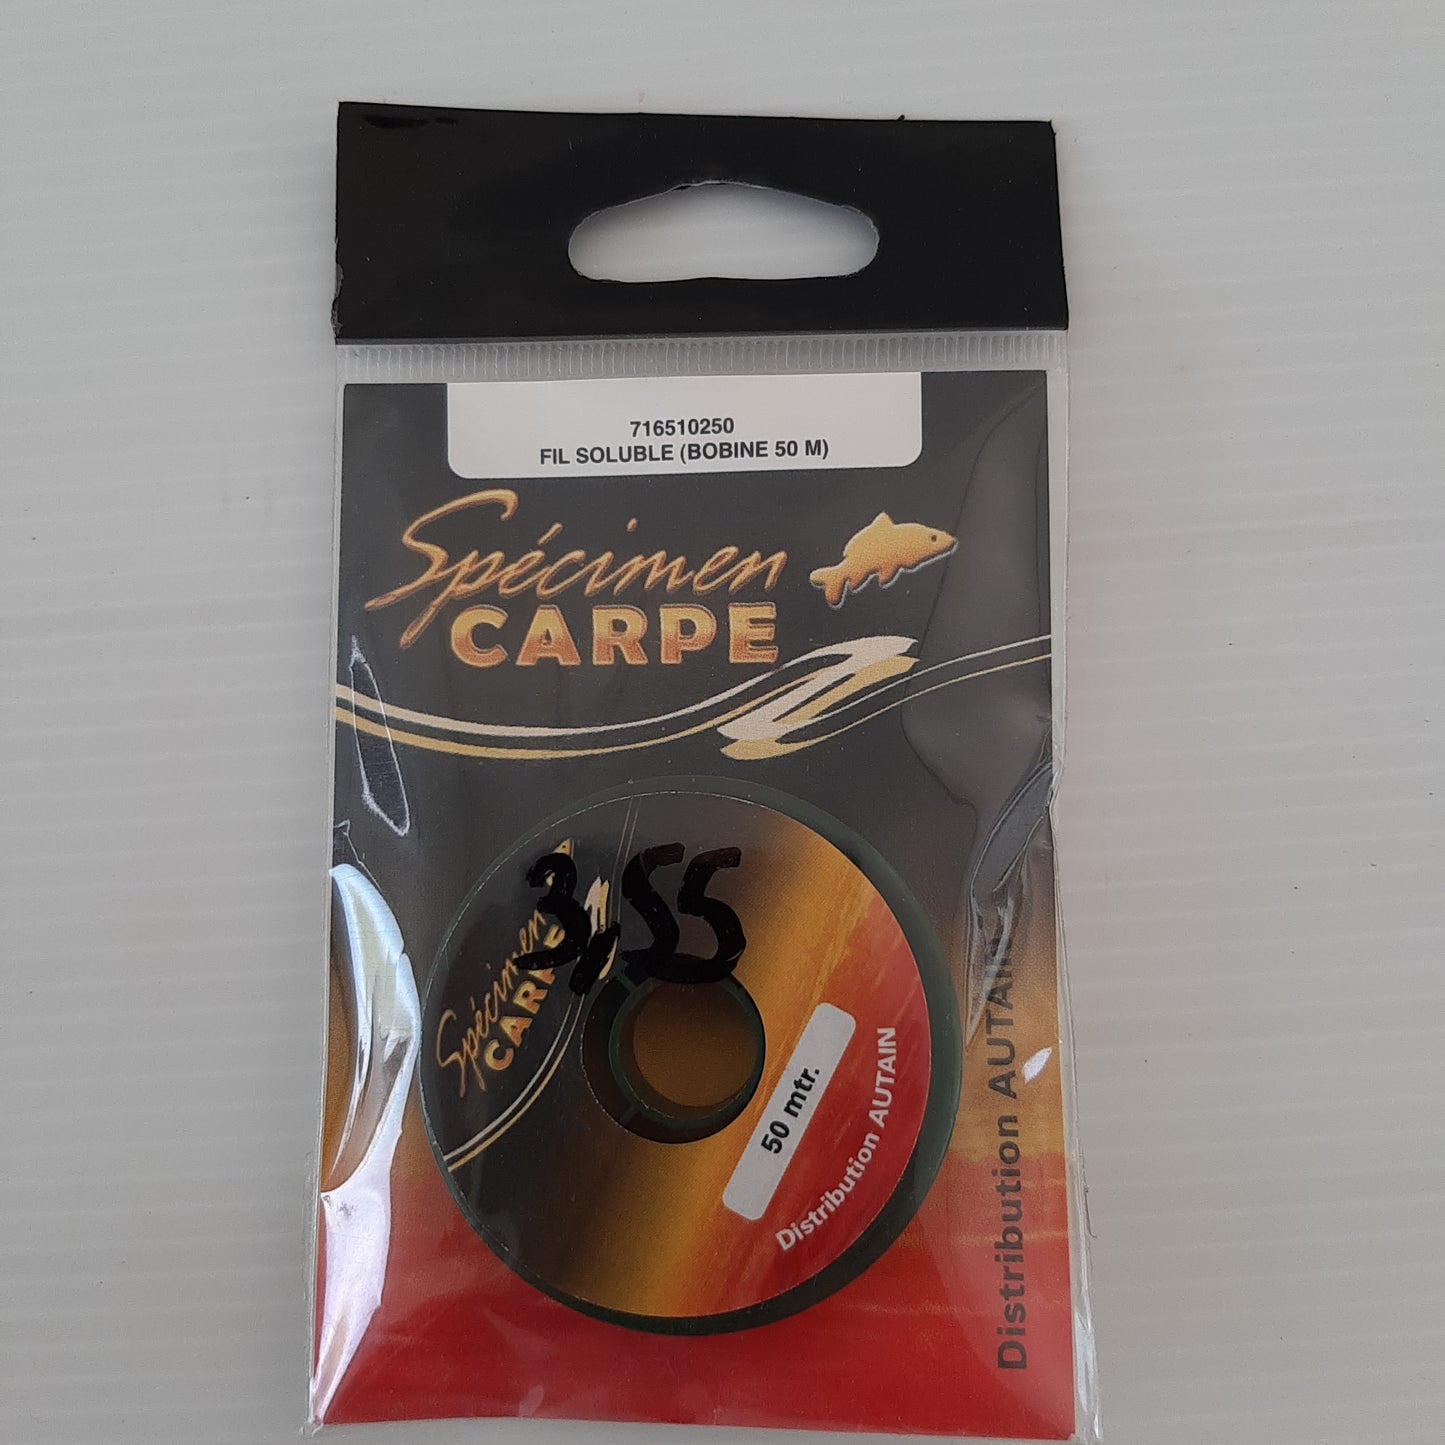 716510250
FIL SOLUBLE (BOBINE 50 M)
Spécimen
CARPE
3,55
Spécimen
CARPE
50 mtr.
Distribution AUTAIN
Distribution AUTAIN